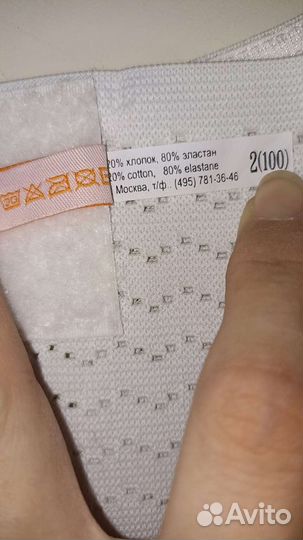 20% хлопок, 80% эластан
20% cotton, 80% elastane
Москва, т/ф.. (495) 781-36-46
2(100)
Avito